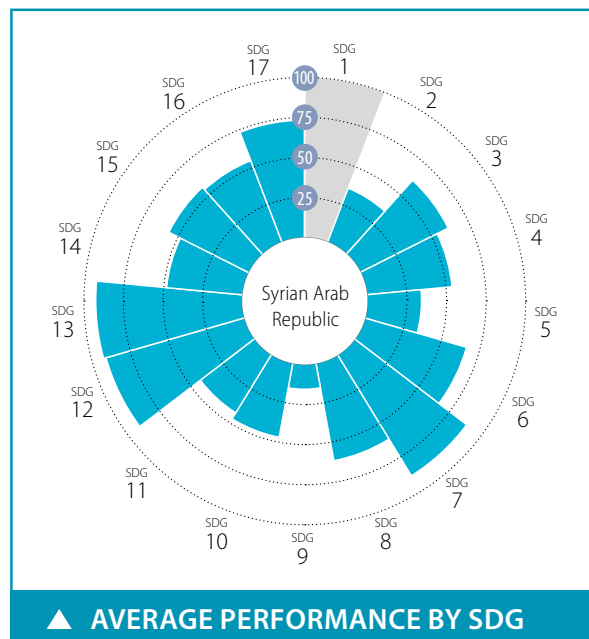 SDG
1
SDG
2
SDG
3
SDG
4
SDG
5
SDG
6
SDG
7
SDG
8
SDG
9
SDG
10
SDG
11
SDG
12
SDG
13
SDG
14
SDG
15
SDG
16
SDG
17
100
75
50
25
Syrian Arab
Republic
▲ AVERAGE PERFORMANCE BY SDG